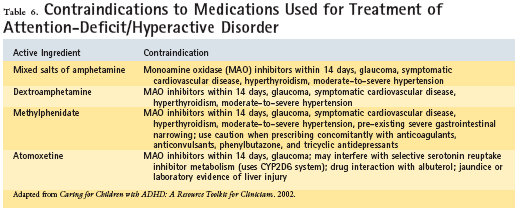 Table 6. Contraindications to Medications Used for Treatment of
Attention-Deficit/Hyperactive Disorder
Active Ingredient Contraindication
Mixed salts of amphetamine Monoamine oxidase (MAO) inhibitors within 14 days, glaucoma, symptomatic
cardiovascular disease, hyperthyroidism, moderate-to-severe hypertension
Dextroamphetamine MAO inhibitors within 14 days, glaucoma, symptomatic cardiovascular disease,
hyperthyroidism, moderate-to-severe hypertension
Methylphenidate MAO inhibitors within 14 days, glaucoma, symptomatic cardiovascular disease,
hyperthyroidism, moderate-to-severe hypertension, pre-existing severe gastrointestinal
narrowing; use caution when prescribing concomitantly with anticoagulants,
anticonvulsants, phenylbutazone, and tricyclic antidepressants
Atomoxetine MAO inhibitors within 14 days, glaucoma; may interfere with selective serotonin reuptake
inhibitor metabolism (uses CYP2D6 system); drug interaction with albuterol; jaundice or
laboratory evidence of liver injury
Adapted from Caring for Children with ADHD: A Resource Toolkit for Clinicians. 2002.